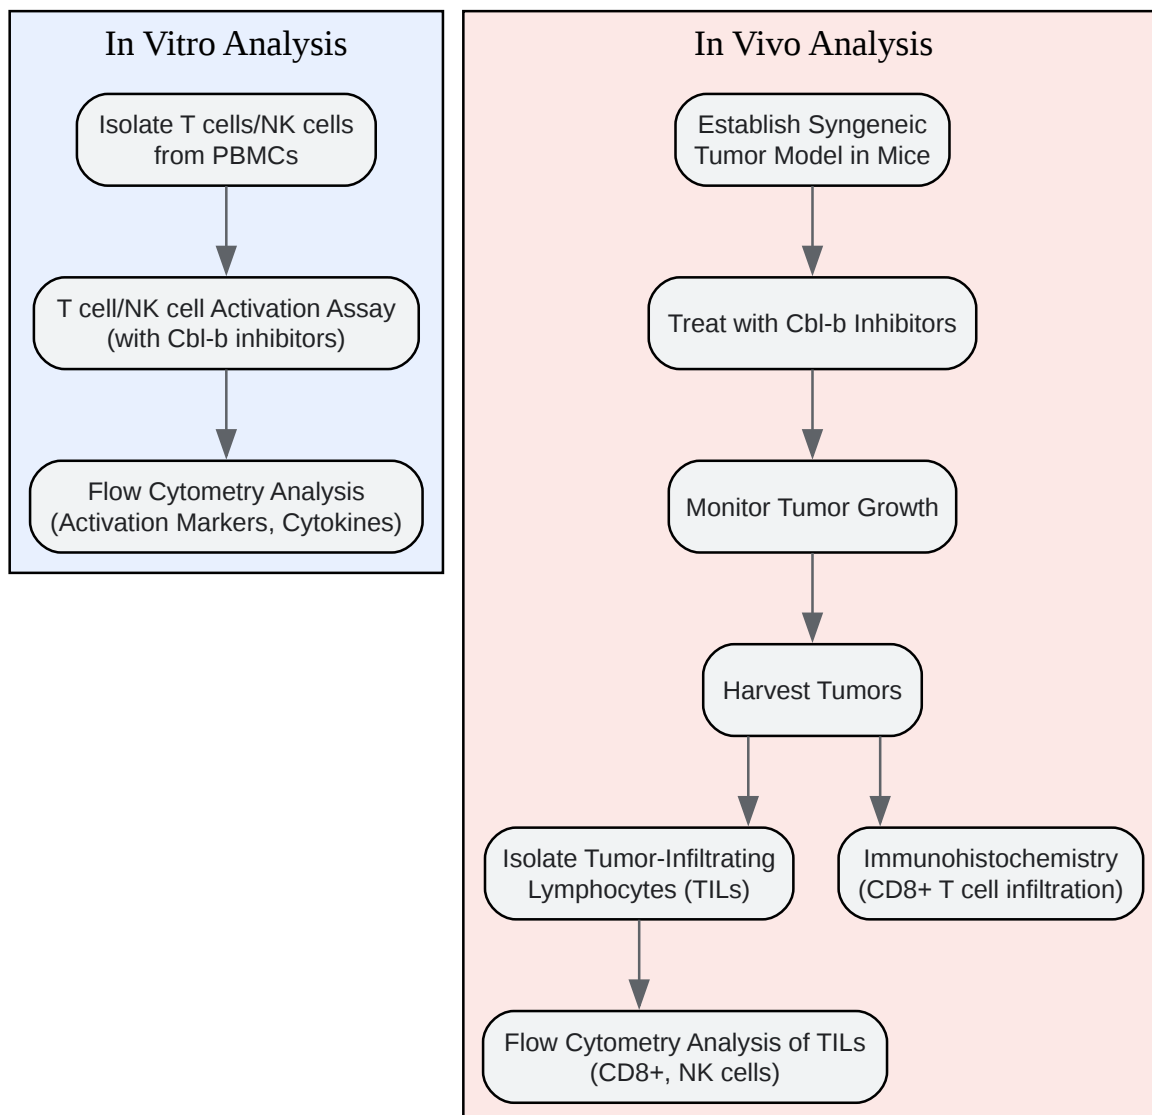 In Vitro Analysis
Isolate T cells/NK cells
from PBMCs
T cell/NK cell Activation Assay
(with Cbl-b inhibitors)
Flow Cytometry Analysis
(Activation Markers, Cytokines)
In Vivo Analysis
Establish Syngeneic
Tumor Model in Mice
Treat with Cbl-b Inhibitors
Monitor Tumor Growth
Harvest Tumors
Isolate Tumor-Infiltrating
Lymphocytes (TILs)
Immunohistochemistry
(CD8+ T cell infiltration)
Flow Cytometry Analysis of TILs
(CD8+, NK cells)